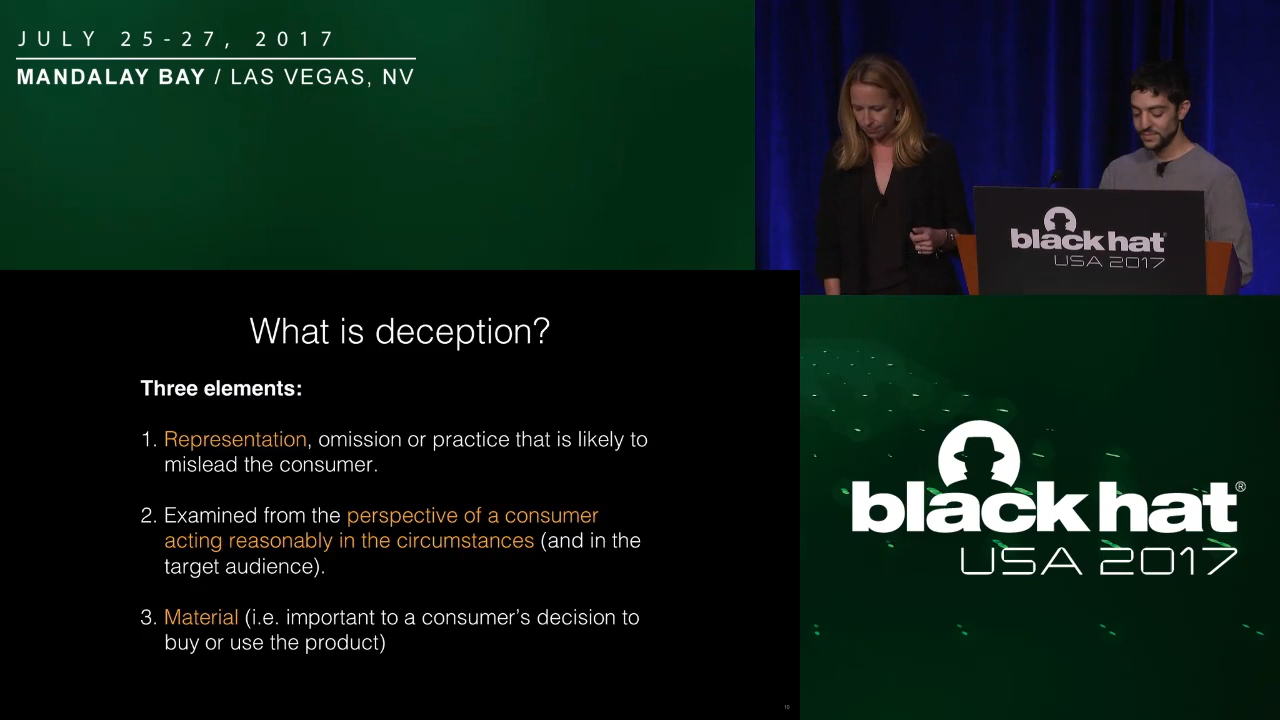 JULY 25-27, 2017
MANDALAY BAY / LAS VEGAS, NV
black hat®
USA 2017
What is deception?
Three elements:
1. Representation, omission or practice that is likely to
mislead the consumer.
2. Examined from the perspective of a consumer
acting reasonably in the circumstances (and in the
target audience).
3. Material (i.e. important to a consumer's decision to
buy or use the product)
black hat®
USA 2017